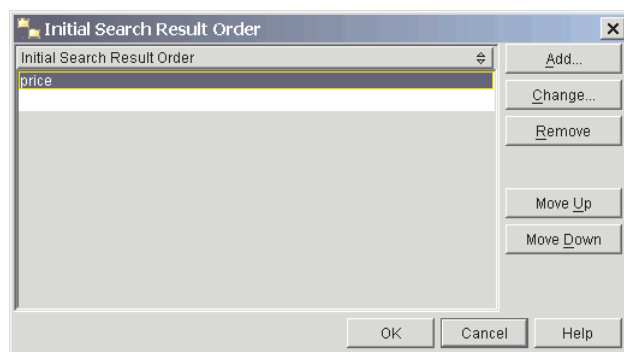 Initial Search Result Order
Initial Search Result Order
price
Add...
Change...
Remove
Move Up
Move Down
OK
Cancel
Help